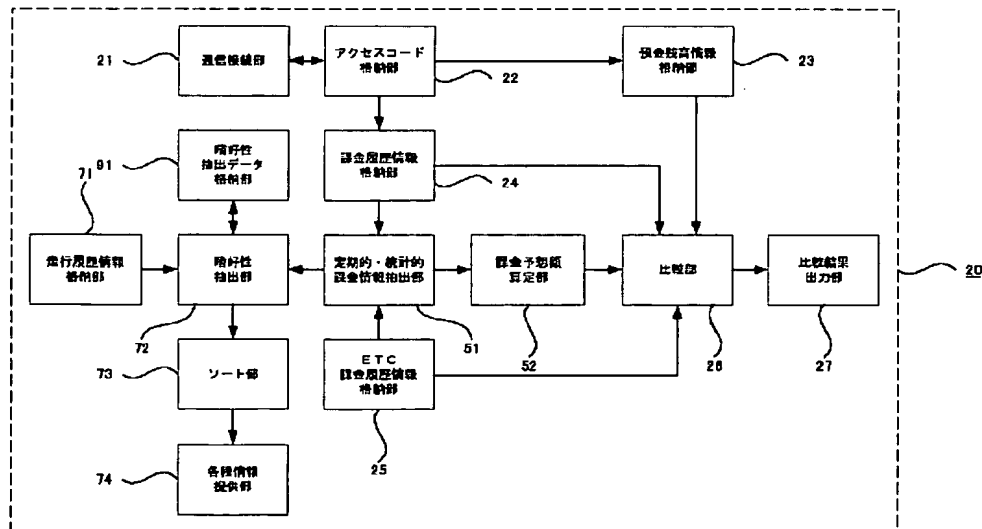 21
通信接続部
アクセスコード
格納部
22
預金残高情報
格納部
23
91
嗜好性
抽出データ
格納部
課金履歴情報
格納部
24
71
走行履歴情報
格納部
嗜好性
抽出部
72
定期的・統計的
課金情報抽出部
51
課金予想額
算定部
52
比較部
26
比較結果
出力部
27
20
73
ソート部
ETC
課金履歴情報
格納部
25
74
各種情報
提供部